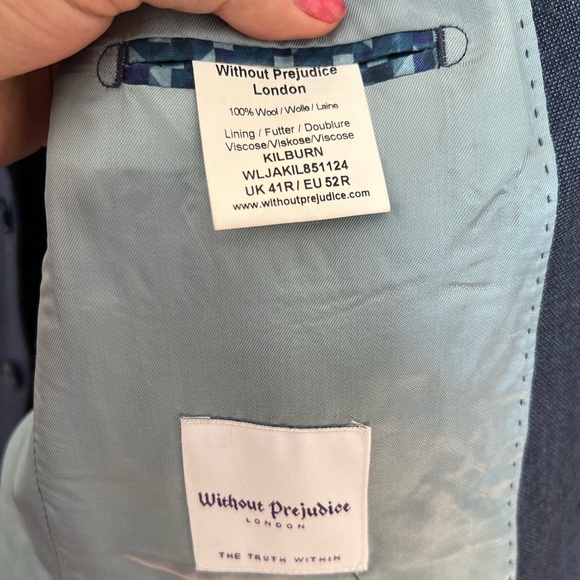 Without Prejudice
London
100% Wool / Wolle / Laine
Lining / Futter / Doublure
Viscose/Viskose/Viscose
KILBURN
WLJAKIL851124
UK 41R / EU 52R
www.withoutprejudice.com
Without Prejudice
LONDON
THE TRUTH WITHIN